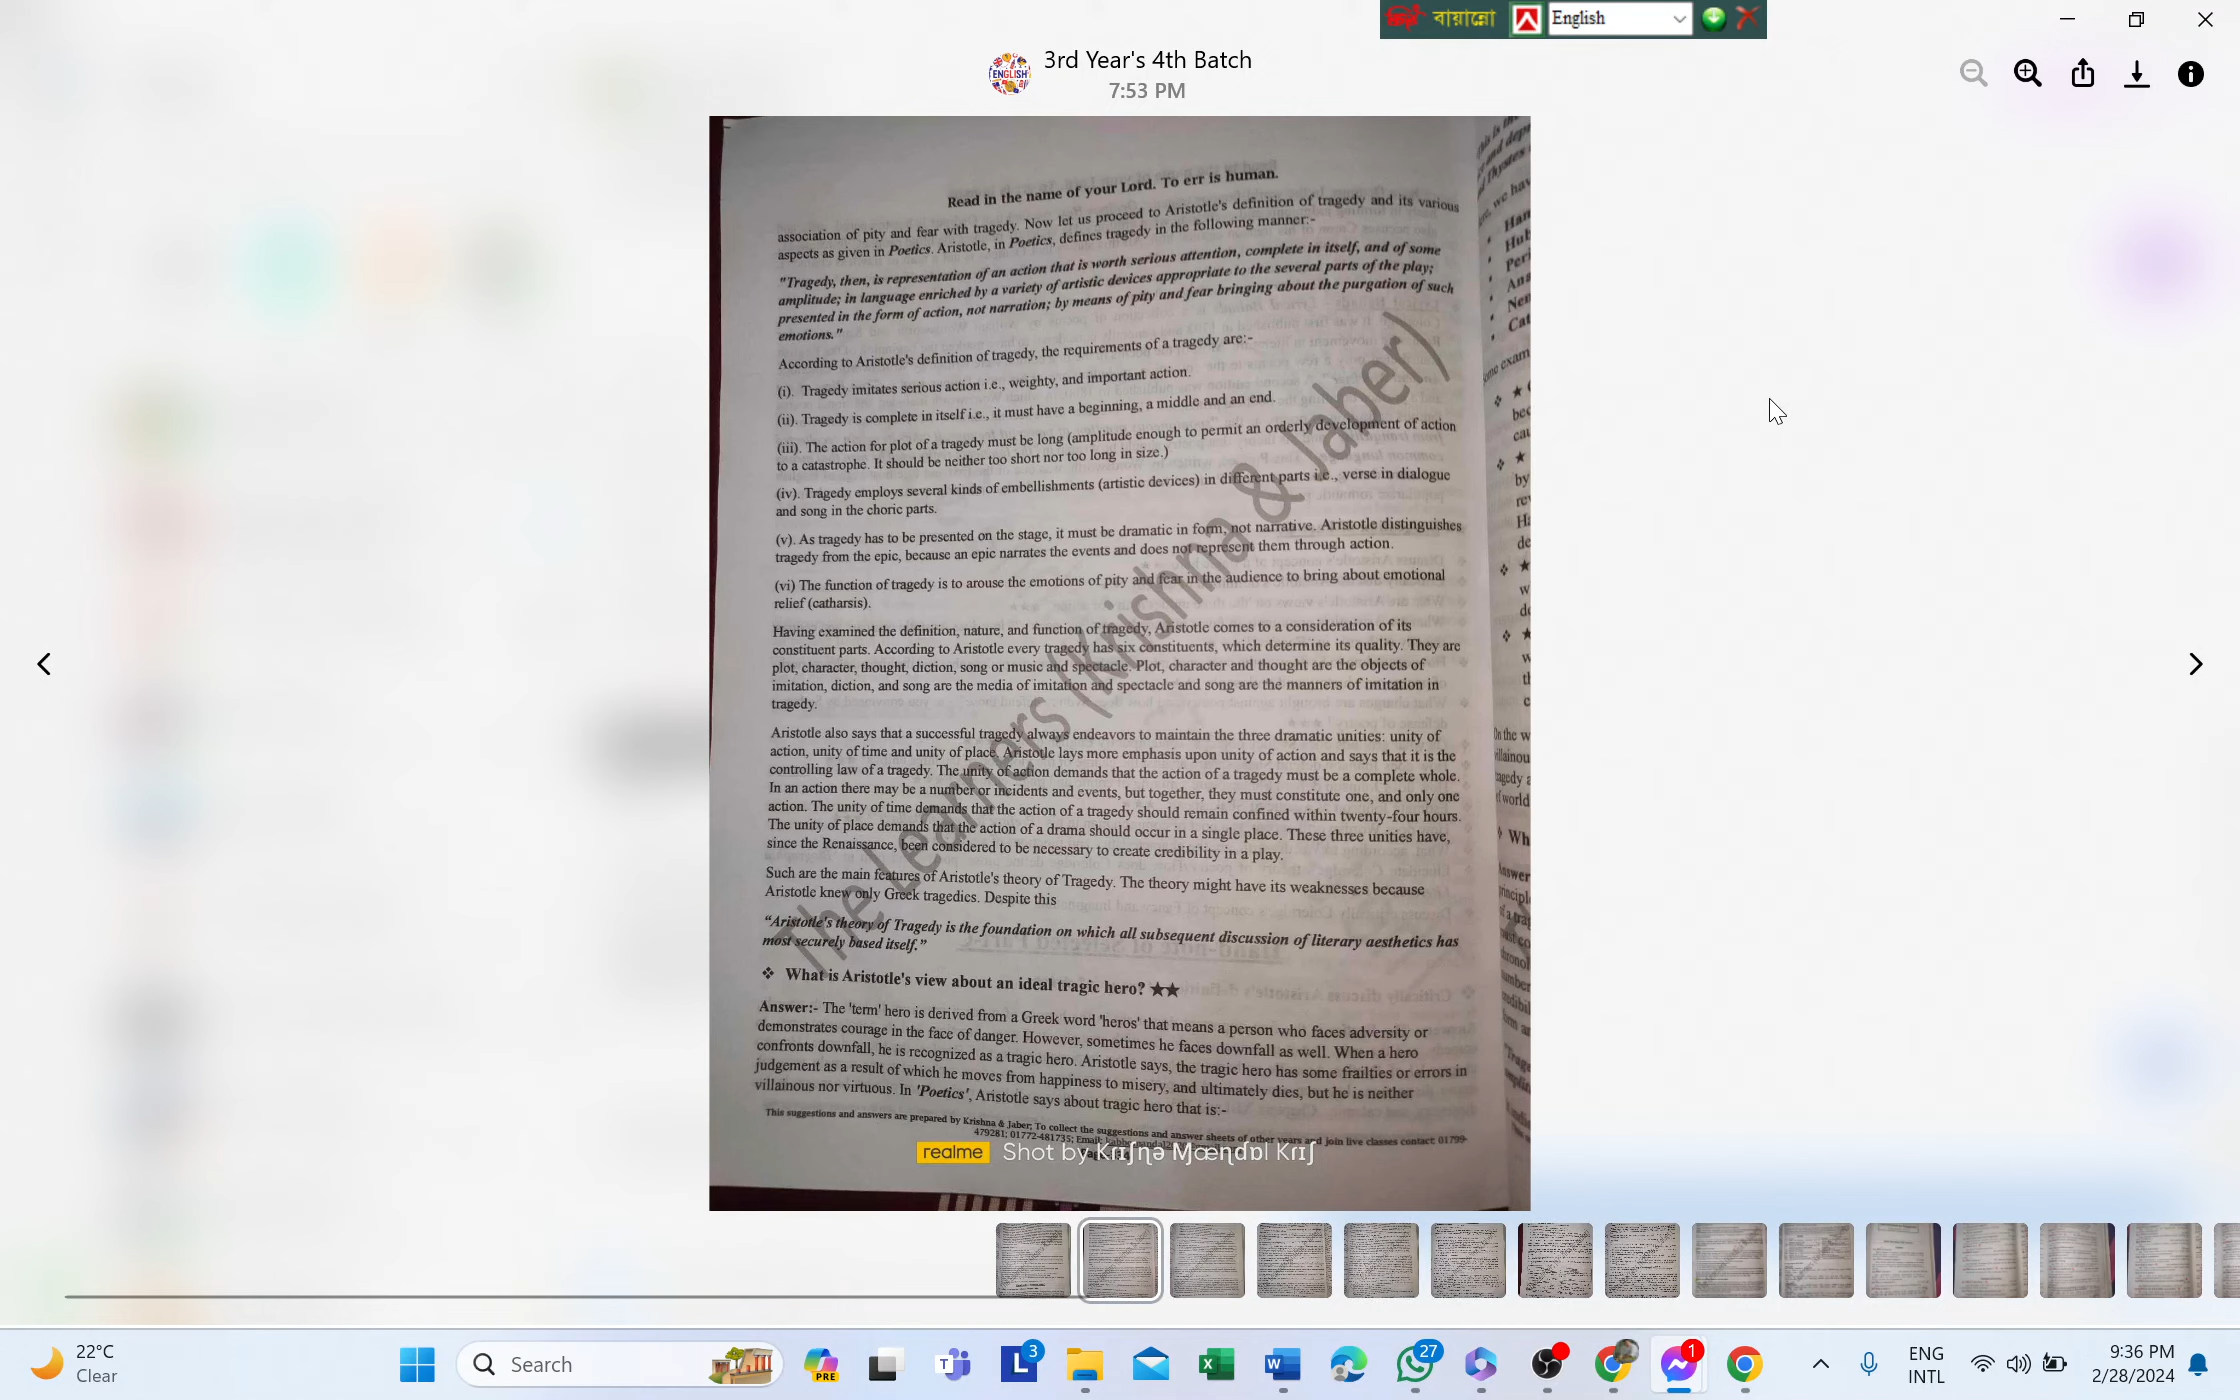 বায়ান্নো
English
ENGLISH
3rd Year's 4th Batch
7:53 PM
Read in the name of your Lord. To err is human.
association of pity and fear with tragedy. Now let us proceed to Aristotle's definition of tragedy and its various
aspects as given in Poetics. Aristotle, in Poetics, defines tragedy in the following manner:-
"Tragedy, then, is representation of an action that is worth serious attention, complete in itself, and of some
amplitude; in language enriched by a variety of artistic devices appropriate to the several parts of the play;
presented in the form of action, not narration; by means of pity and fear bringing about the purgation of such
emotions."
According to Aristotle's definition of tragedy, the requirements of a tragedy are:-
(i). Tragedy imitates serious action i.e., weighty, and important action.
(ii). Tragedy is complete in itself i.e., it must have a beginning, a middle and an end.
(iii). The action for plot of a tragedy must be long (amplitude enough to permit an orderly development of action
to a catastrophe. It should be neither too short nor too long in size.)
(iv). Tragedy employs several kinds of embellishments (artistic devices) in different parts i.e., verse in dialogue
and song in the choric parts.
(v). As tragedy has to be presented on the stage, it must be dramatic in form, not narrative. Aristotle distinguishes
tragedy from the epic, because an epic narrates the events and does not represent them through action.
(vi) The function of tragedy is to arouse the emotions of pity and fear in the audience to bring about emotional
relief (catharsis).
Having examined the definition, nature, and function of tragedy, Aristotle comes to a consideration of its
constituent parts. According to Aristotle every tragedy has six constituents, which determine its quality. They are
plot, character, thought, diction, song or music and spectacle. Plot, character and thought are the objects of
imitation, diction, and song are the media of imitation and spectacle and song are the manners of imitation in
tragedy.
Aristotle also says that a successful tragedy always endeavors to maintain the three dramatic unities: unity of
action, unity of time and unity of place. Aristotle lays more emphasis upon unity of action and says that it is the
controlling law of a tragedy. The unity of action demands that the action of a tragedy must be a complete whole.
In an action there may be a number or incidents and events, but together, they must constitute one, and only one
action. The unity of time demands that the action of a tragedy should remain confined within twenty-four hours.
The unity of place demands that the action of a drama should occur in a single place. These three unities have,
since the Renaissance, been considered to be necessary to create credibility in a play.
Such are the main features of Aristotle's theory of Tragedy. The theory might have its weaknesses because
Aristotle knew only Greek tragedies. Despite this
“Aristotle's theory of Tragedy is the foundation on which all subsequent discussion of literary aesthetics has
most securely based itself.”
❖ What is Aristotle's view about an ideal tragic hero? ★★
Answer:- The 'term' hero is derived from a Greek word 'heros' that means a person who faces adversity or
demonstrates courage in the face of danger. However, sometimes he faces downfall as well. When a hero
confronts downfall, he is recognized as a tragic hero. Aristotle says, the tragic hero has some frailties or errors in
judgement as a result of which he moves from happiness to misery, and ultimately dies, but he is neither
villainous nor virtuous. In 'Poetics', Aristotle says about tragic hero that is:-
This suggestions and answers are prepared by Krishna & Jaber; To collect the suggestions and answer sheets of other years and join live classes contact: 01799-
479281; 01772-481735; Email:
The Learners (Krishna & Jaber)
realme Shot by Krɪʃɳə Ɱæɳɗɒl Krɪʃ
22°C
Clear
Search
PRE
3
27
1
ENG
INTL
9:36 PM
2/28/2024